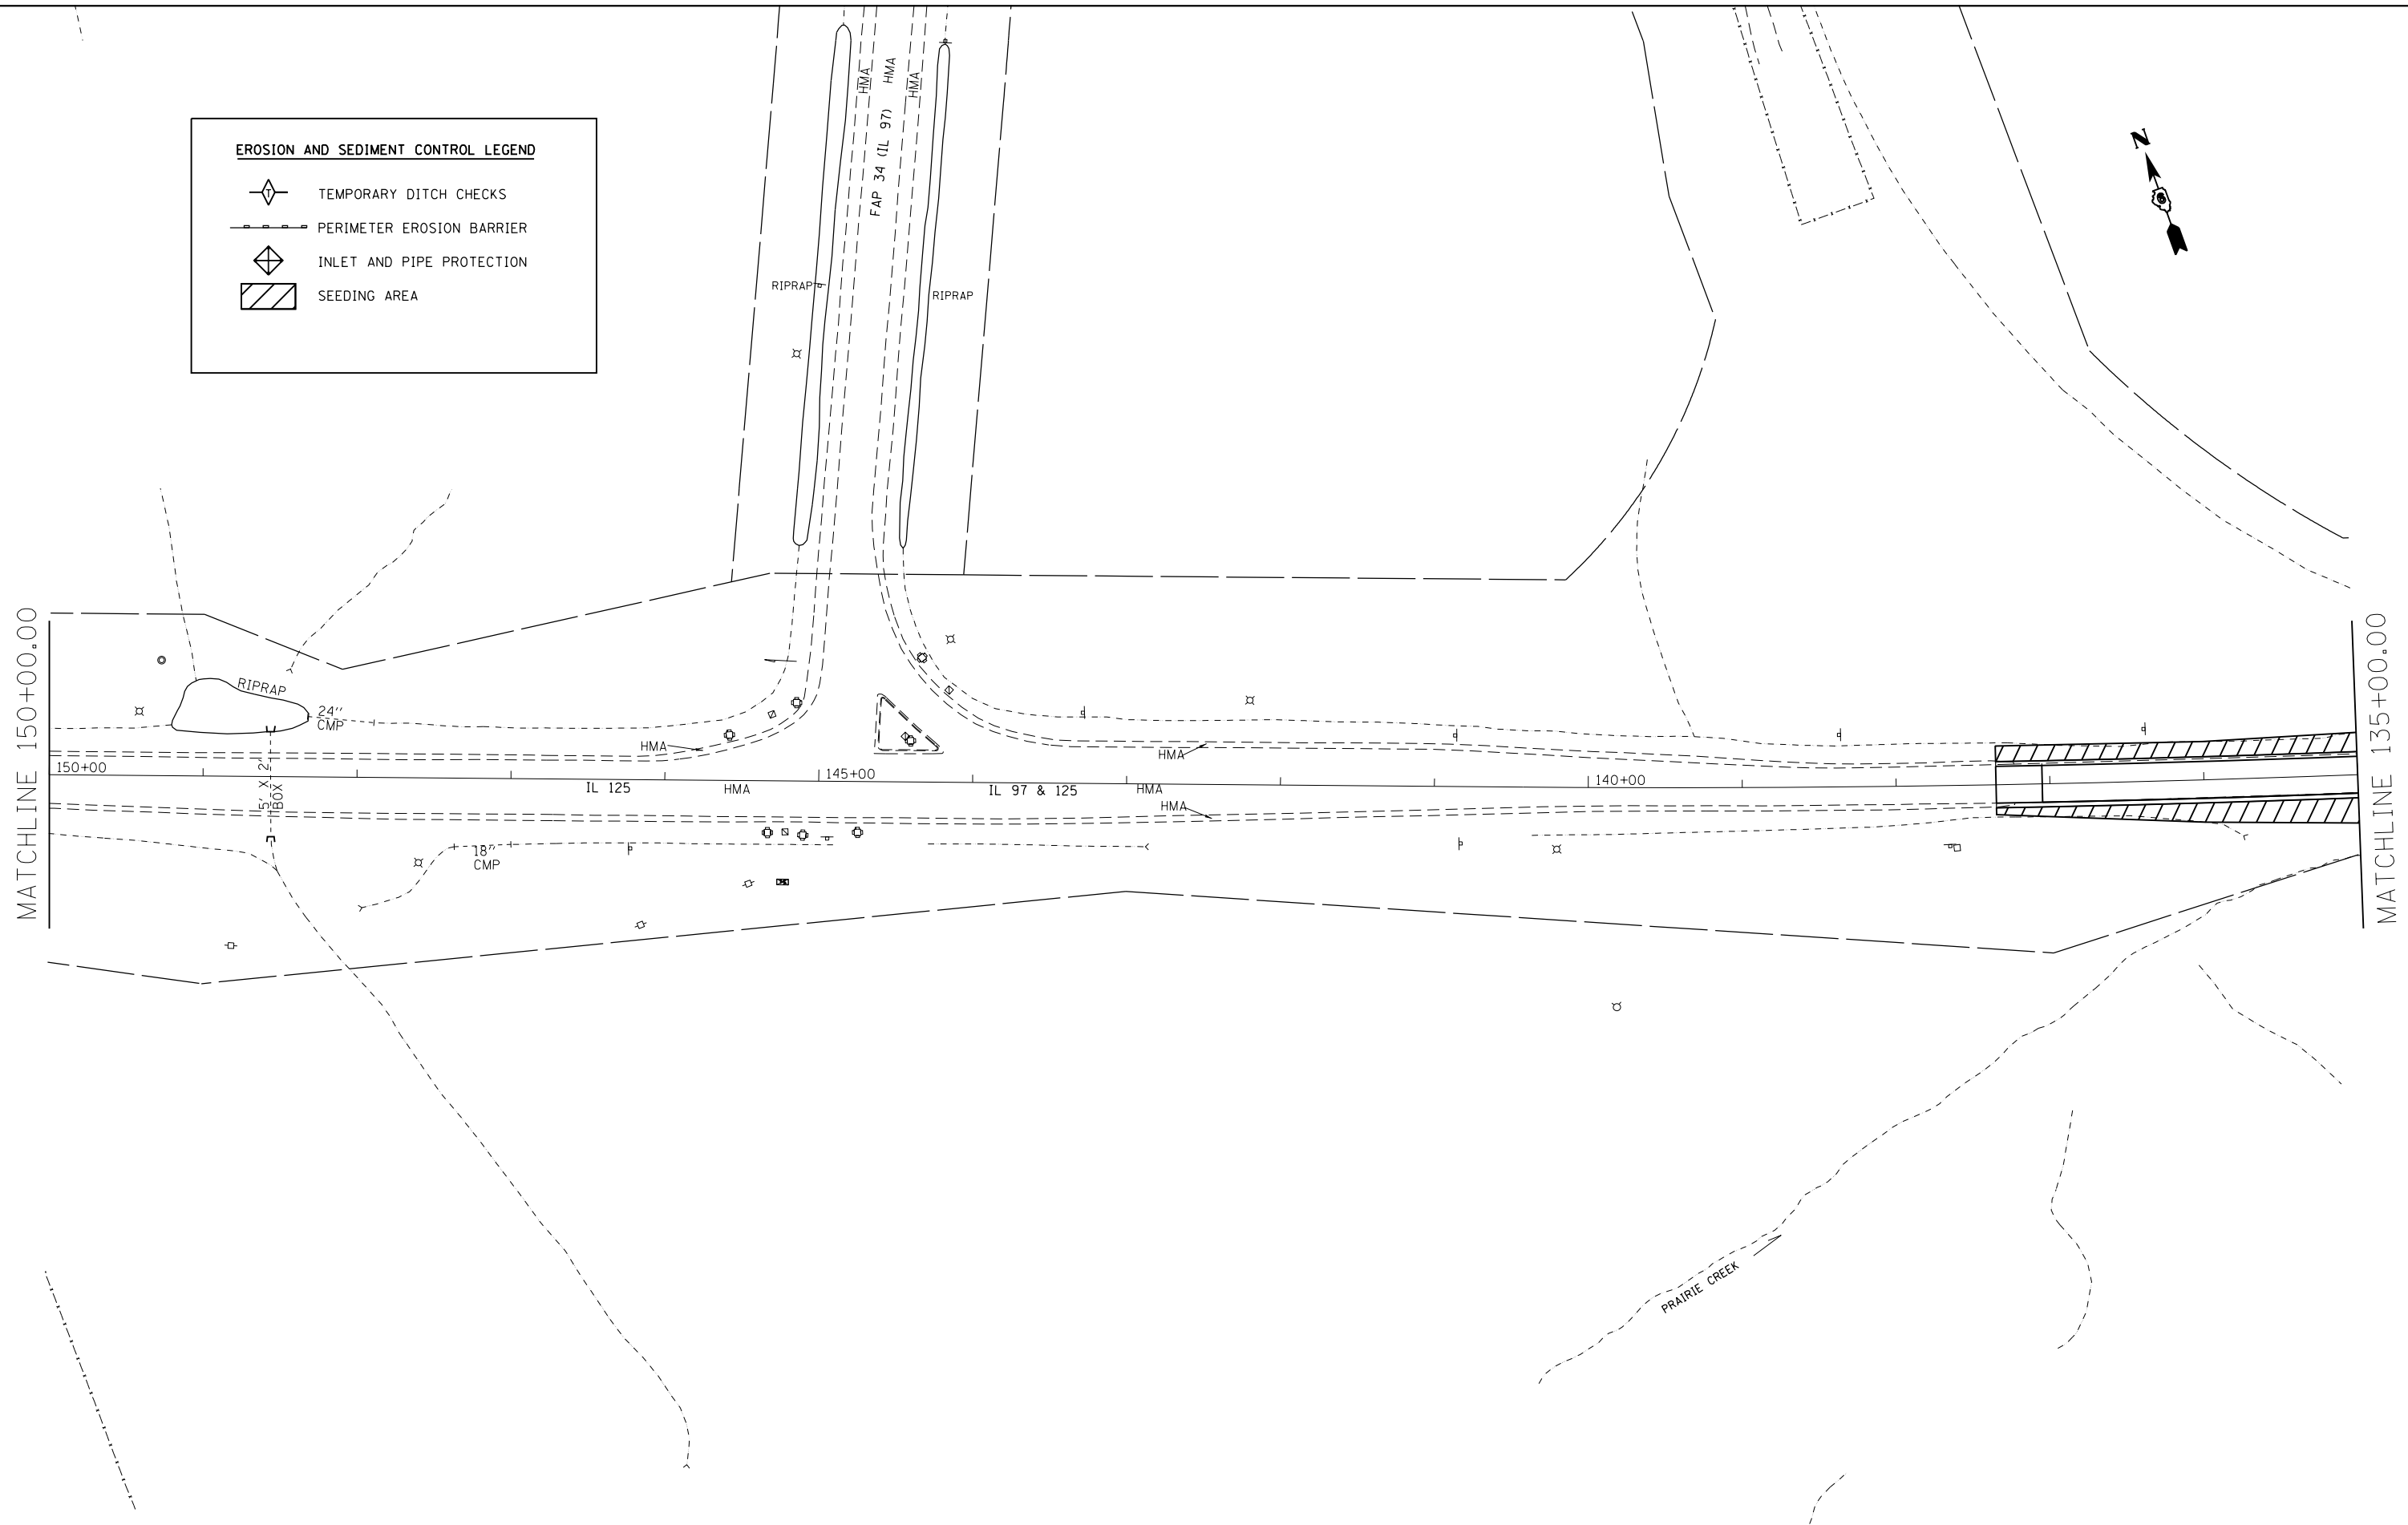 EROSION AND SEDIMENT CONTROL LEGEND
T
TEMPORARY DITCH CHECKS
PERIMETER EROSION BARRIER
INLET AND PIPE PROTECTION
SEEDING AREA
HMA
HMA
HMA
FAP 34 (IL 97)
RIPRAP
RIPRAP
N
MATCHLINE 150+00.00
MATCHLINE 135+00.00
RIPRAP
24"
CMP
HMA
HMA
150+00
145+00
140+00
5' X 2'
BOX
IL 125
HMA
IL 97 & 125
HMA
HMA
18"
CMP
PRAIRIE CREEK